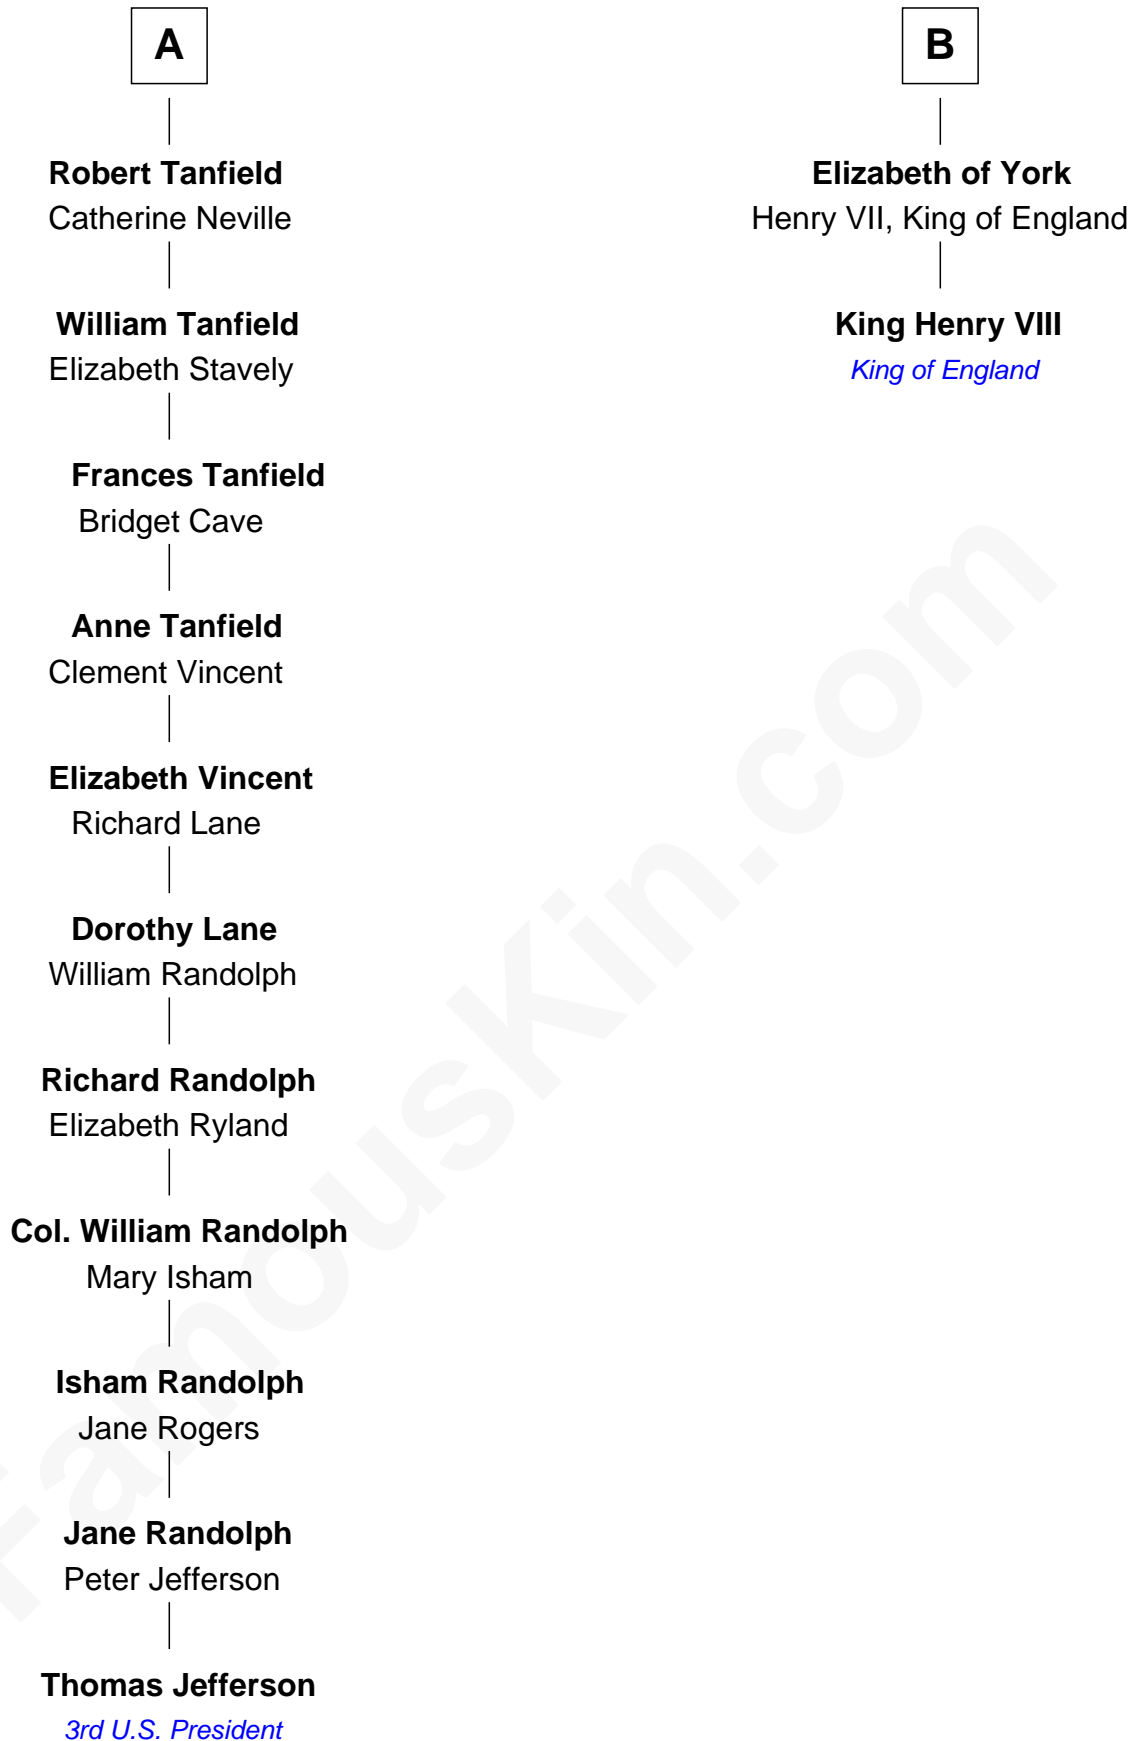 A
B
Robert Tanfield
Catherine Neville
Elizabeth of York
Henry VII, King of England
William Tanfield
Elizabeth Stavely
King Henry VIII
King of England
Frances Tanfield
Bridget Cave
Anne Tanfield
Clement Vincent
Elizabeth Vincent
Richard Lane
Dorothy Lane
William Randolph
Richard Randolph
Elizabeth Ryland
Col. William Randolph
Mary Isham
Isham Randolph
Jane Rogers
Jane Randolph
Peter Jefferson
Thomas Jefferson
3rd U.S. President
FamousKin.com